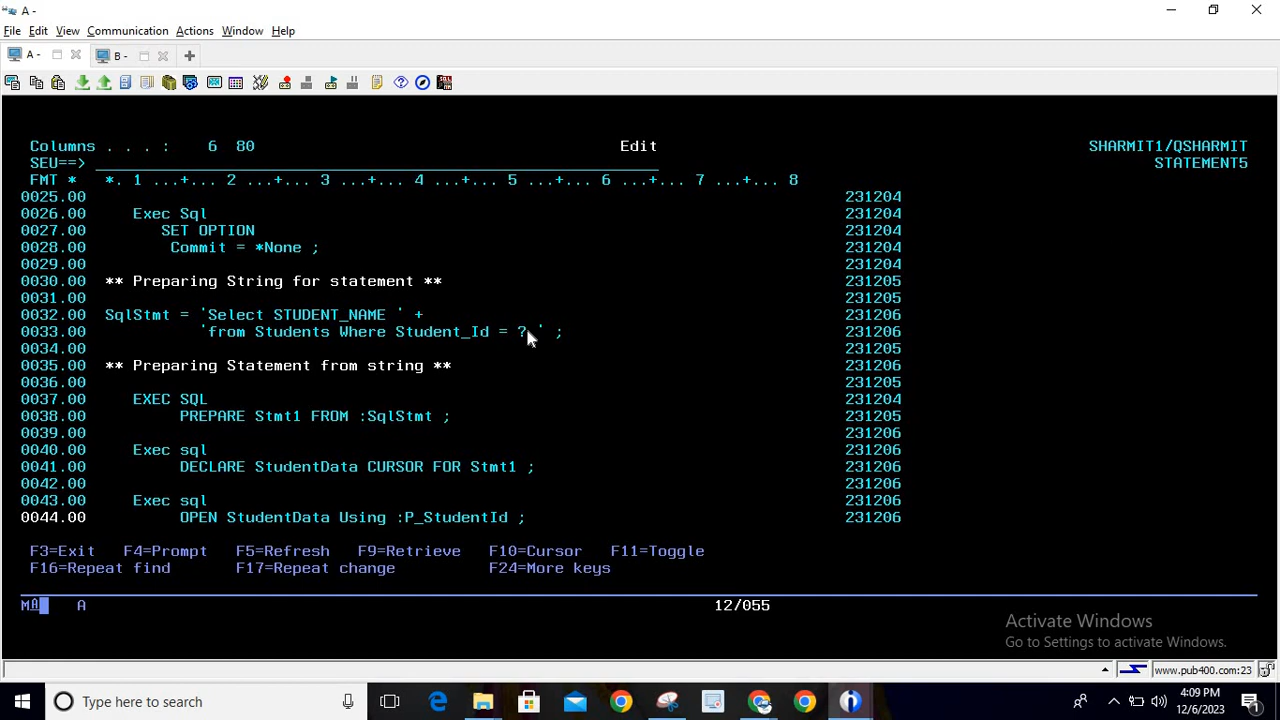 A -
File Edit View Communication Actions Window Help
A - B -
Columns . . . : 6 80 Edit SHARMIT1/QSHARMIT
SEU==> STATEMENT5
FMT * *. 1 ...+... 2 ...+... 3 ...+... 4 ...+... 5 ...+... 6 ...+... 7 ...+... 8
0025.00 231204
0026.00 Exec Sql 231204
0027.00 SET OPTION 231204
0028.00 Commit = *None ; 231204
0029.00 231204
0030.00 ** Preparing String for statement ** 231205
0031.00 231205
0032.00 SqlStmt = 'Select STUDENT_NAME ' + 231206
0033.00 'from Students Where Student_Id = ? ' ; 231206
0034.00 231205
0035.00 ** Preparing Statement from string ** 231206
0036.00 231205
0037.00 EXEC SQL 231204
0038.00 PREPARE Stmt1 FROM :SqlStmt ; 231205
0039.00 231206
0040.00 Exec sql 231206
0041.00 DECLARE StudentData CURSOR FOR Stmt1 ; 231206
0042.00 231206
0043.00 Exec sql 231206
0044.00 OPEN StudentData Using :P_StudentId ; 231206
F3=Exit F4=Prompt F5=Refresh F9=Retrieve F10=Cursor F11=Toggle
F16=Repeat find F17=Repeat change F24=More keys
MA A 12/055
Activate Windows
Go to Settings to activate Windows.
www.pub400.com:23
Type here to search
4:09 PM
12/6/2023